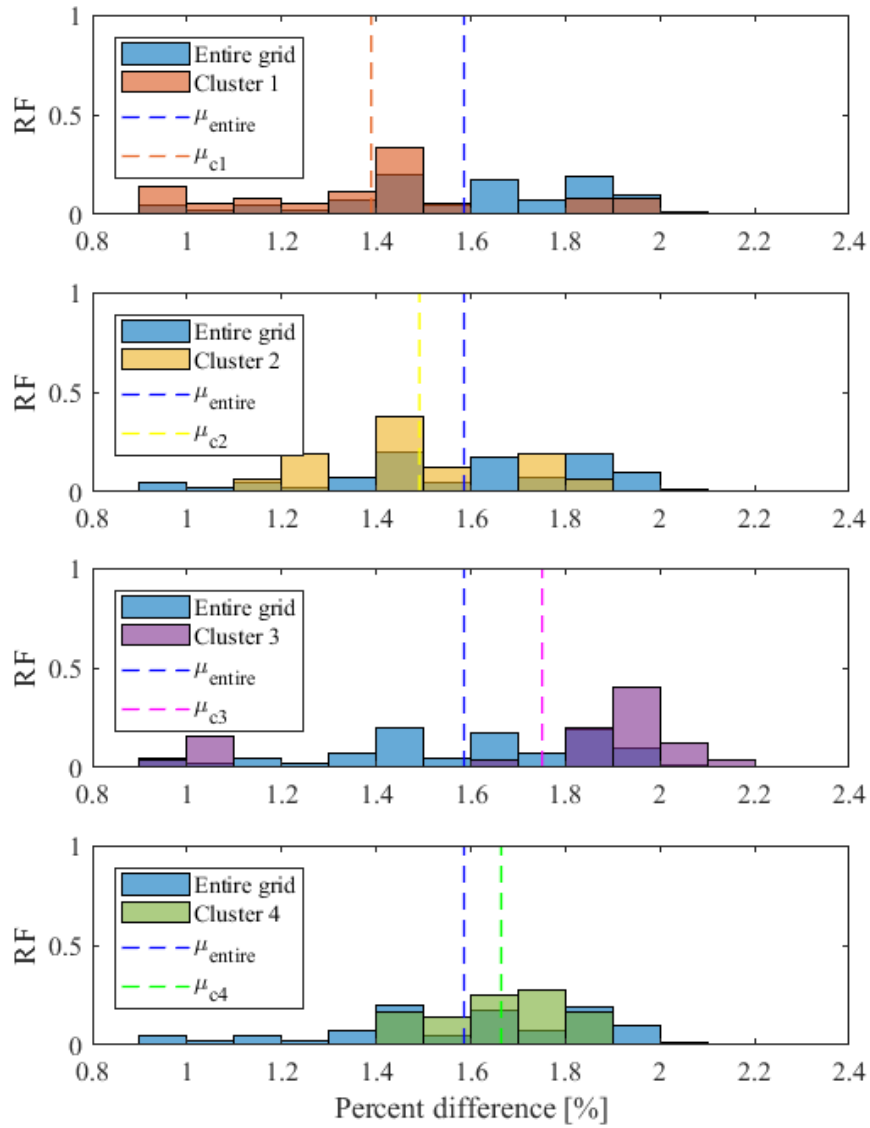 1
0.5
0
RF
Entire grid
Cluster 1
μentire
μc1
0.8 1 1.2 1.4 1.6 1.8 2 2.2 2.4
1
0.5
0
RF
Entire grid
Cluster 2
μentire
μc2
0.8 1 1.2 1.4 1.6 1.8 2 2.2 2.4
1
0.5
0
RF
Entire grid
Cluster 3
μentire
μc3
0.8 1 1.2 1.4 1.6 1.8 2 2.2 2.4
1
0.5
0
RF
Entire grid
Cluster 4
μentire
μc4
0.8 1 1.2 1.4 1.6 1.8 2 2.2 2.4
Percent difference [%]